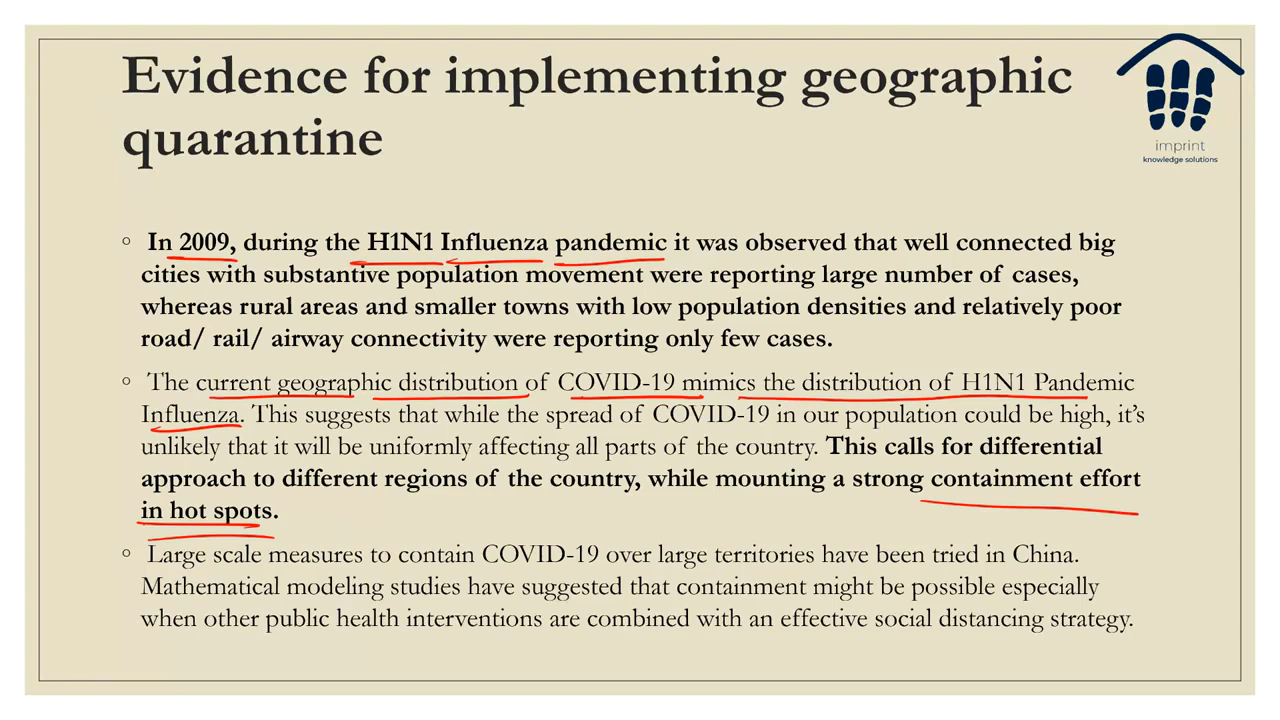 Evidence for implementing geographic
quarantine
imprint
knowledge solutions
In 2009, during the H1N1 Influenza pandemic it was observed that well connected big
cities with substantive population movement were reporting large number of cases,
whereas rural areas and smaller towns with low population densities and relatively poor
road/ rail/ airway connectivity were reporting only few cases.
The current geographic distribution of COVID-19 mimics the distribution of H1N1 Pandemic
Influenza. This suggests that while the spread of COVID-19 in our population could be high, it's
unlikely that it will be uniformly affecting all parts of the country. This calls for differential
approach to different regions of the country, while mounting a strong containment effort
in hot spots.
Large scale measures to contain COVID-19 over large territories have been tried in China.
Mathematical modeling studies have suggested that containment might be possible especially
when other public health interventions are combined with an effective social distancing strategy.